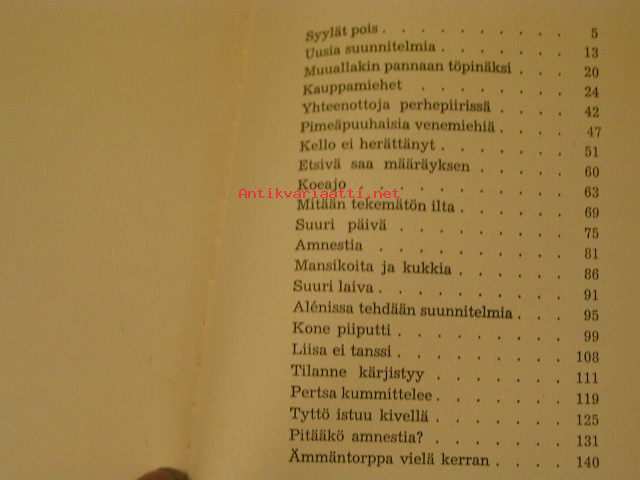 Syylät pois . . . . . . . . . . 5
Uusia suunnitelmia . . . . . . . 13
Muuallakin pannaan töpinäksi . . . 20
Kauppamiehet . . . . . . . . 24
Yhteenottoja perhepiirissä . . . . 42
Pimeäpuuhaisia venemiehiä . . . . 47
Kello ei herättänyt . . . . . . . 51
Etsivä saa määräyksen . . . . . 60
Koeajo . . . . . . . . . . 63
Antikvariaatti.net
Mitään tekemätön ilta . . . . . . 69
Suuri päivä . . . . . . . . . 75
Amnestia . . . . . . . . . 81
Mansikoita ja kukkia . . . . . . 86
Suuri laiva . . . . . . . . . . 91
Alénissa tehdään suunnitelmia . . . 95
Kone piiputti . . . . . . . . . 99
Liisa ei tanssi . . . . . . . . . 108
Tilanne kärjistyy . . . . . . . 111
Pertsa kummittelee . . . . . . . 119
Tyttö istuu kivellä . . . . . . . 125
Pitääkö amnestia? . . . . . . . 131
Ämmäntorppa vielä kerran . . . . 140